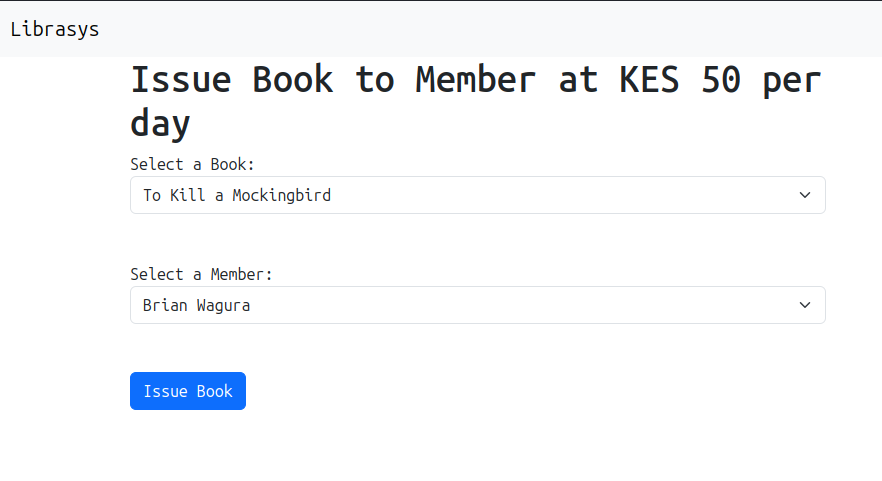 Librasys
Issue Book to Member at KES 50 per
day
Select a Book:
To Kill a Mockingbird
Select a Member:
Brian Wagura
Issue Book